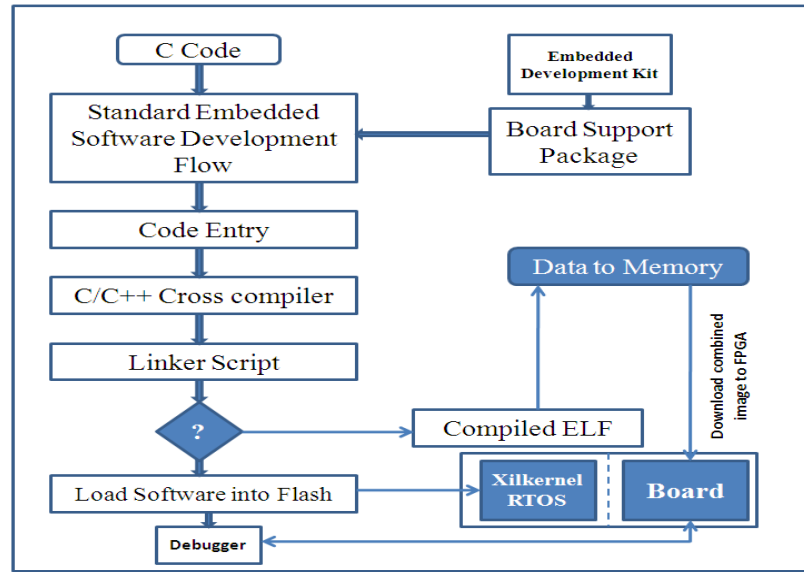 C Code
Embedded
Development Kit
Standard Embedded
Software Development
Flow
Board Support
Package
Code Entry
Data to Memory
C/C++ Cross compiler
Linker Script
Download combined
image to FPGA
?
Compiled ELF
Load Software into Flash
Xilkernel
RTOS
Board
Debugger